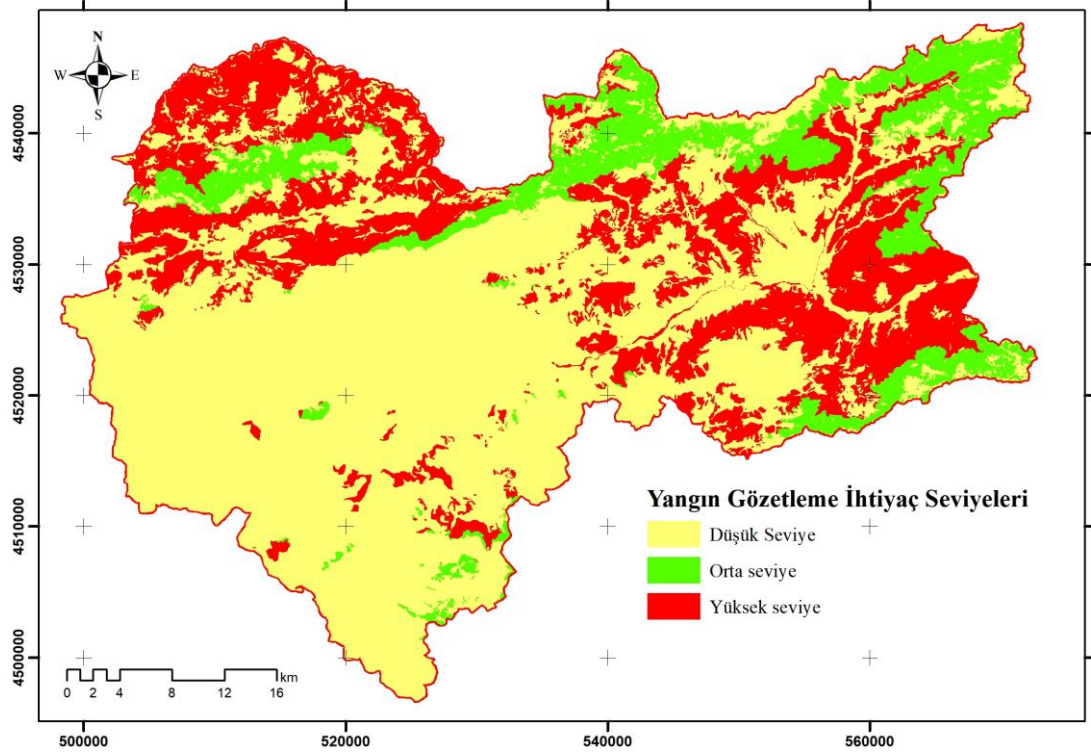 N
W E
S
4540000
4530000
4520000
4510000
4500000
Yangın Gözetleme İhtiyaç Seviyeleri
Düşük Seviye
Orta seviye
Yüksek seviye
km
0 2 4 8 12 16
500000 520000 540000 560000